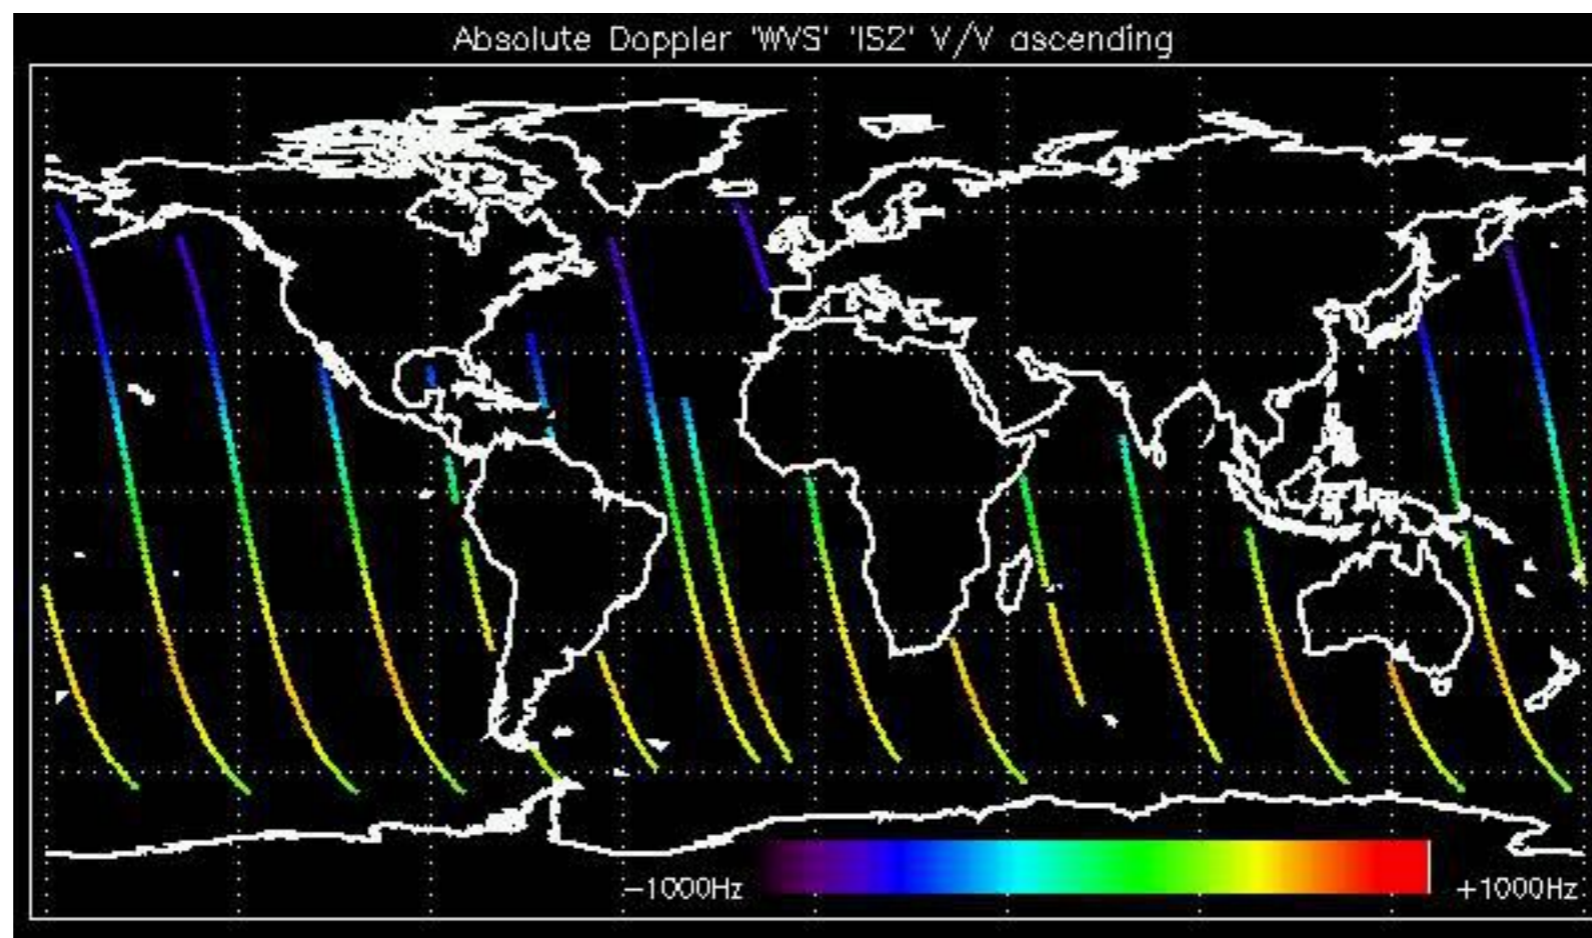 Absolute Doppler 'WVS' 'IS2' V/V ascending
−1000Hz +1000Hz